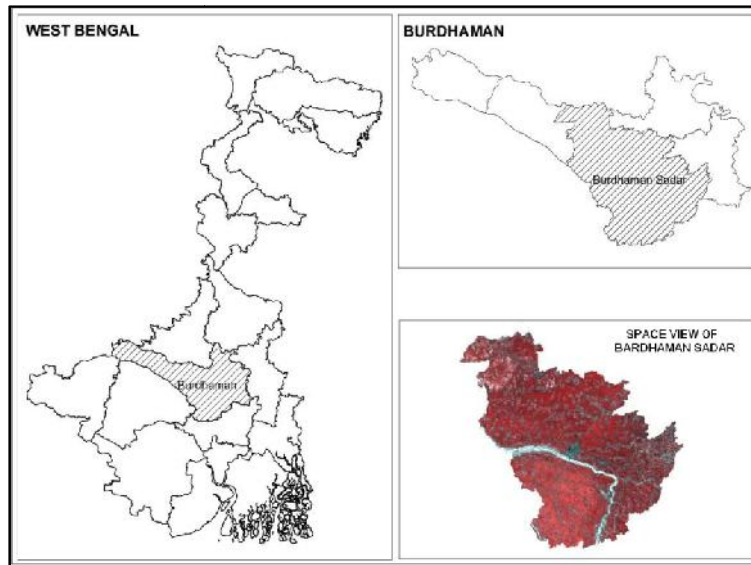 WEST BENGAL
Burdhaman
BURDHAMAN
Burdhaman Sadar
SPACE VIEW OF
BARDHAMAN SADAR